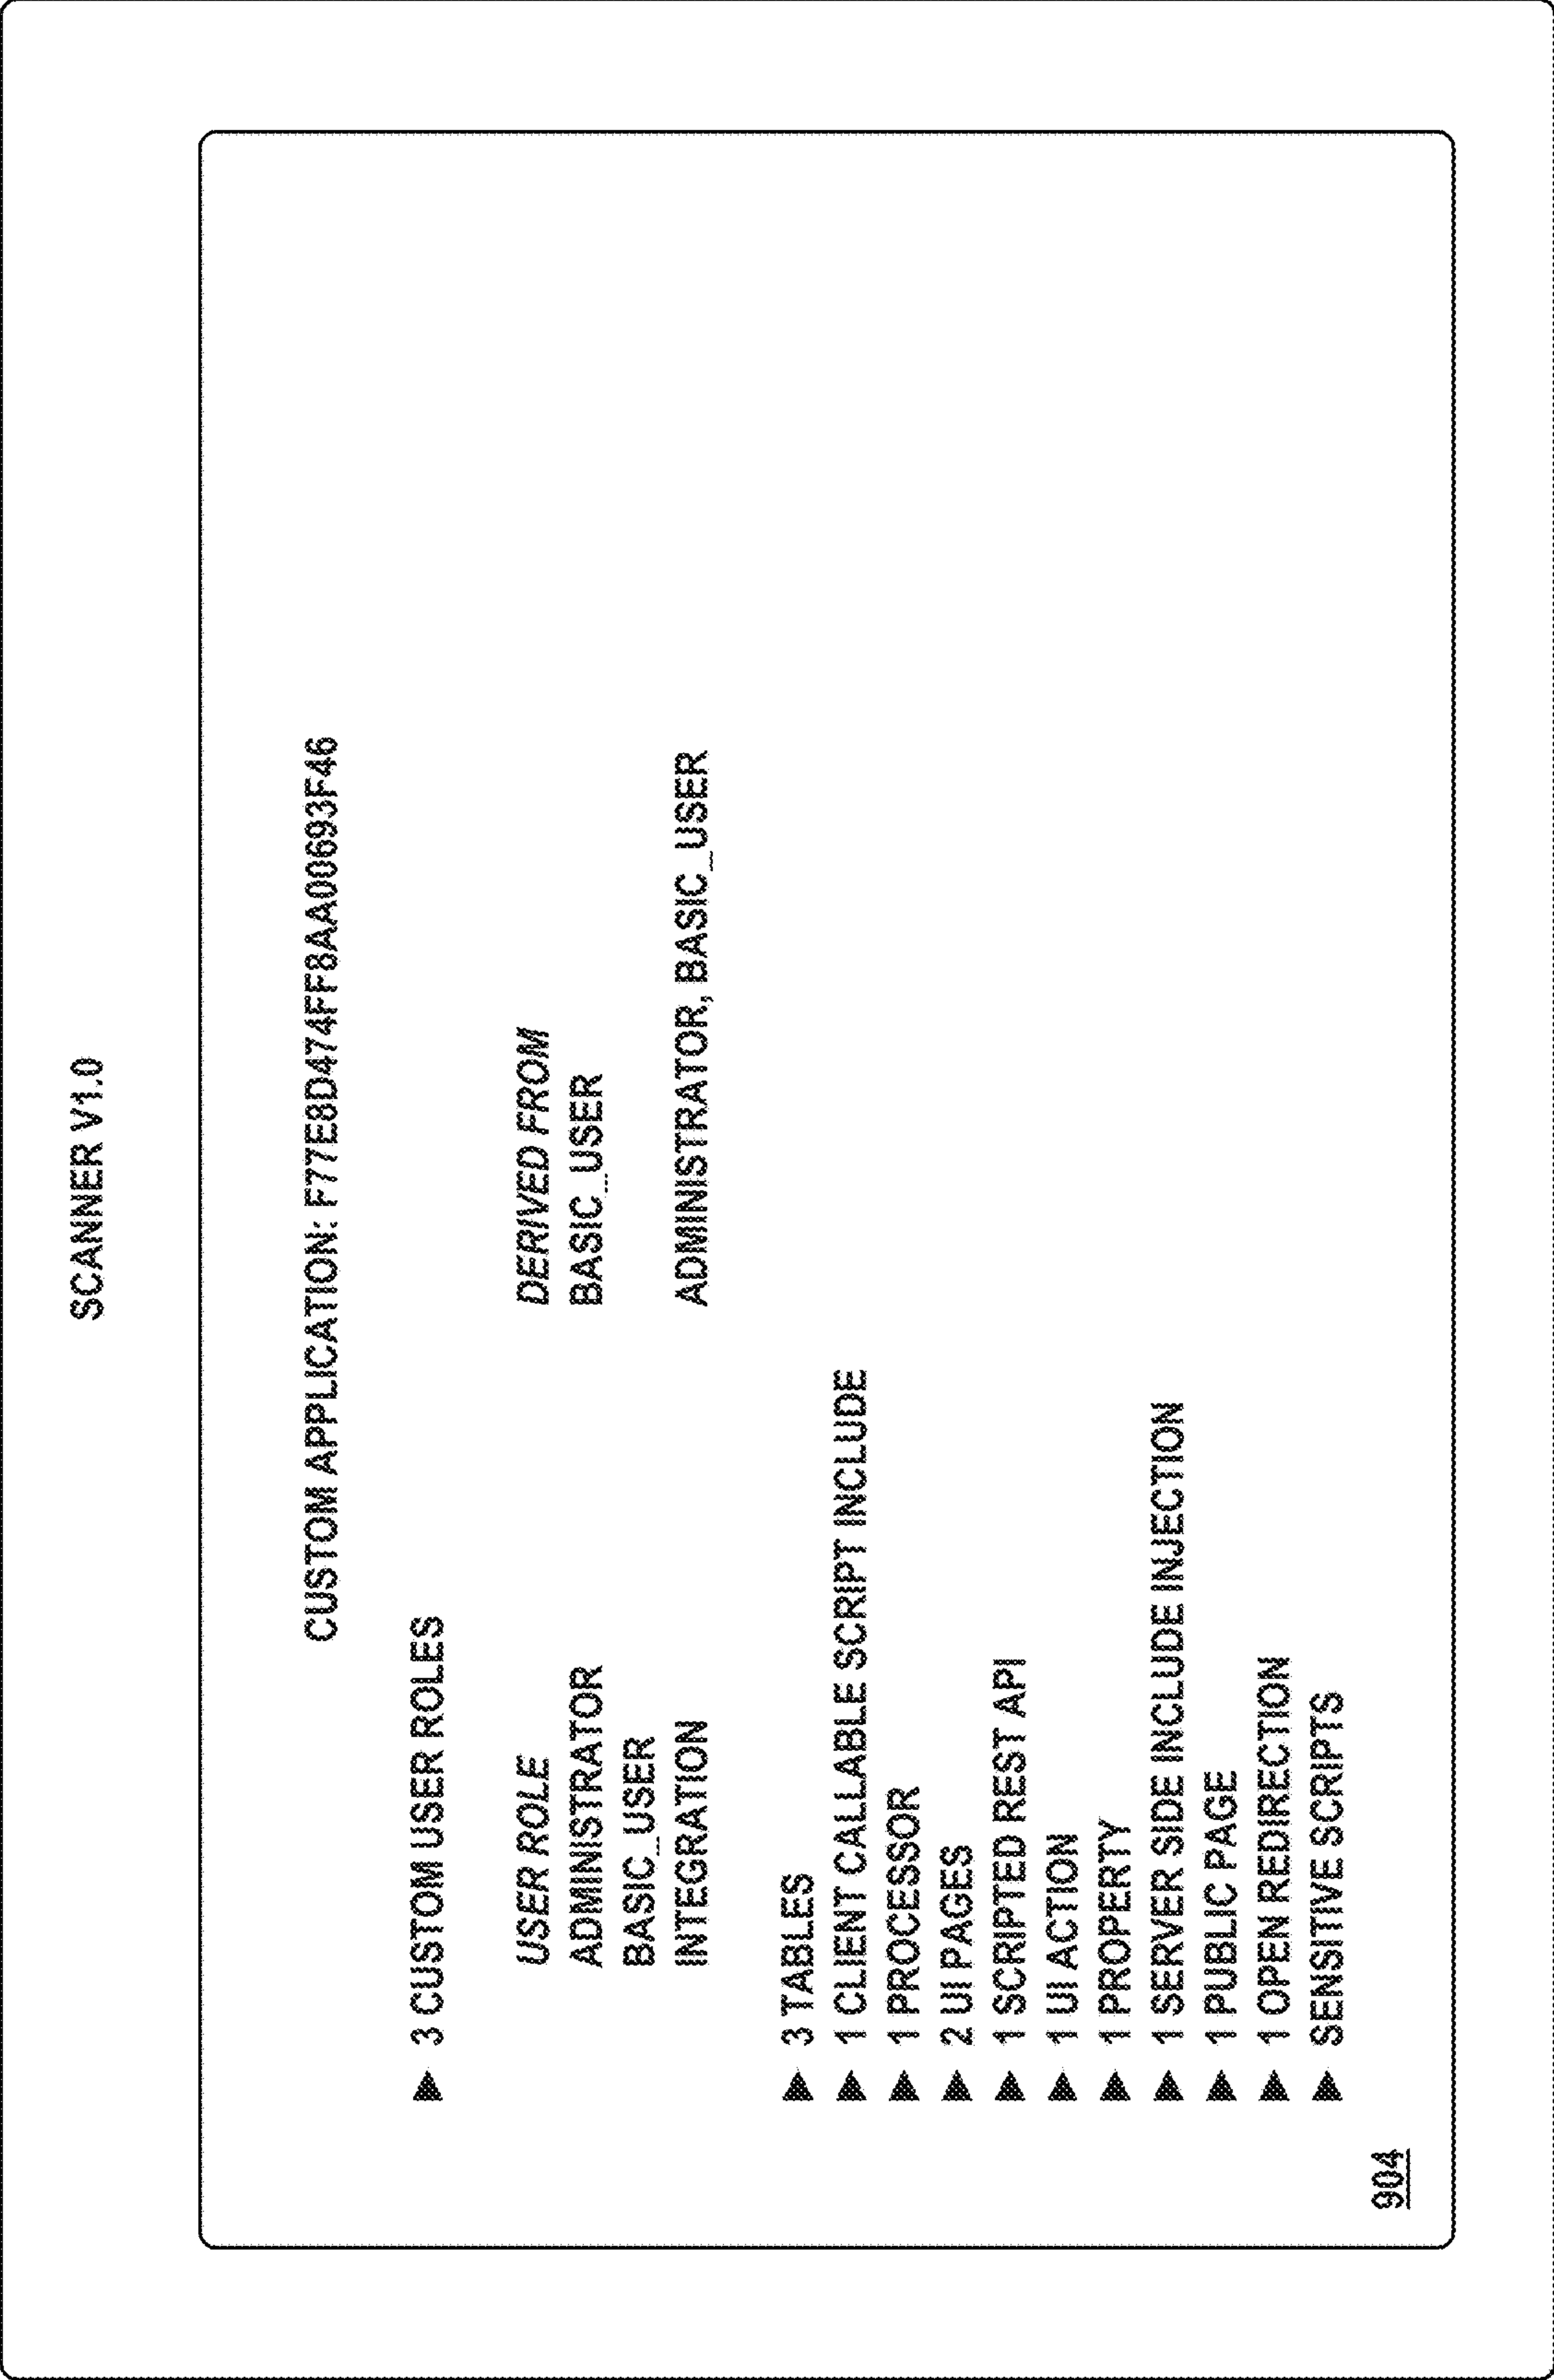 SCANNER V1.0
CUSTOM APPLICATION: F77E8D474FF8AA00693F46
▶ 3 CUSTOM USER ROLES
USER ROLE DERIVED FROM
ADMINISTRATOR BASIC_USER
BASIC_USER
INTEGRATION ADMINISTRATOR, BASIC_USER
▶ 3 TABLES
▶ 1 CLIENT CALLABLE SCRIPT INCLUDE
▶ 1 PROCESSOR
▶ 2 UI PAGES
▶ 1 SCRIPTED REST API
▶ 1 UI ACTION
▶ 1 PROPERTY
▶ 1 SERVER SIDE INCLUDE INJECTION
▶ 1 PUBLIC PAGE
▶ 1 OPEN REDIRECTION
▶ SENSITIVE SCRIPTS
904